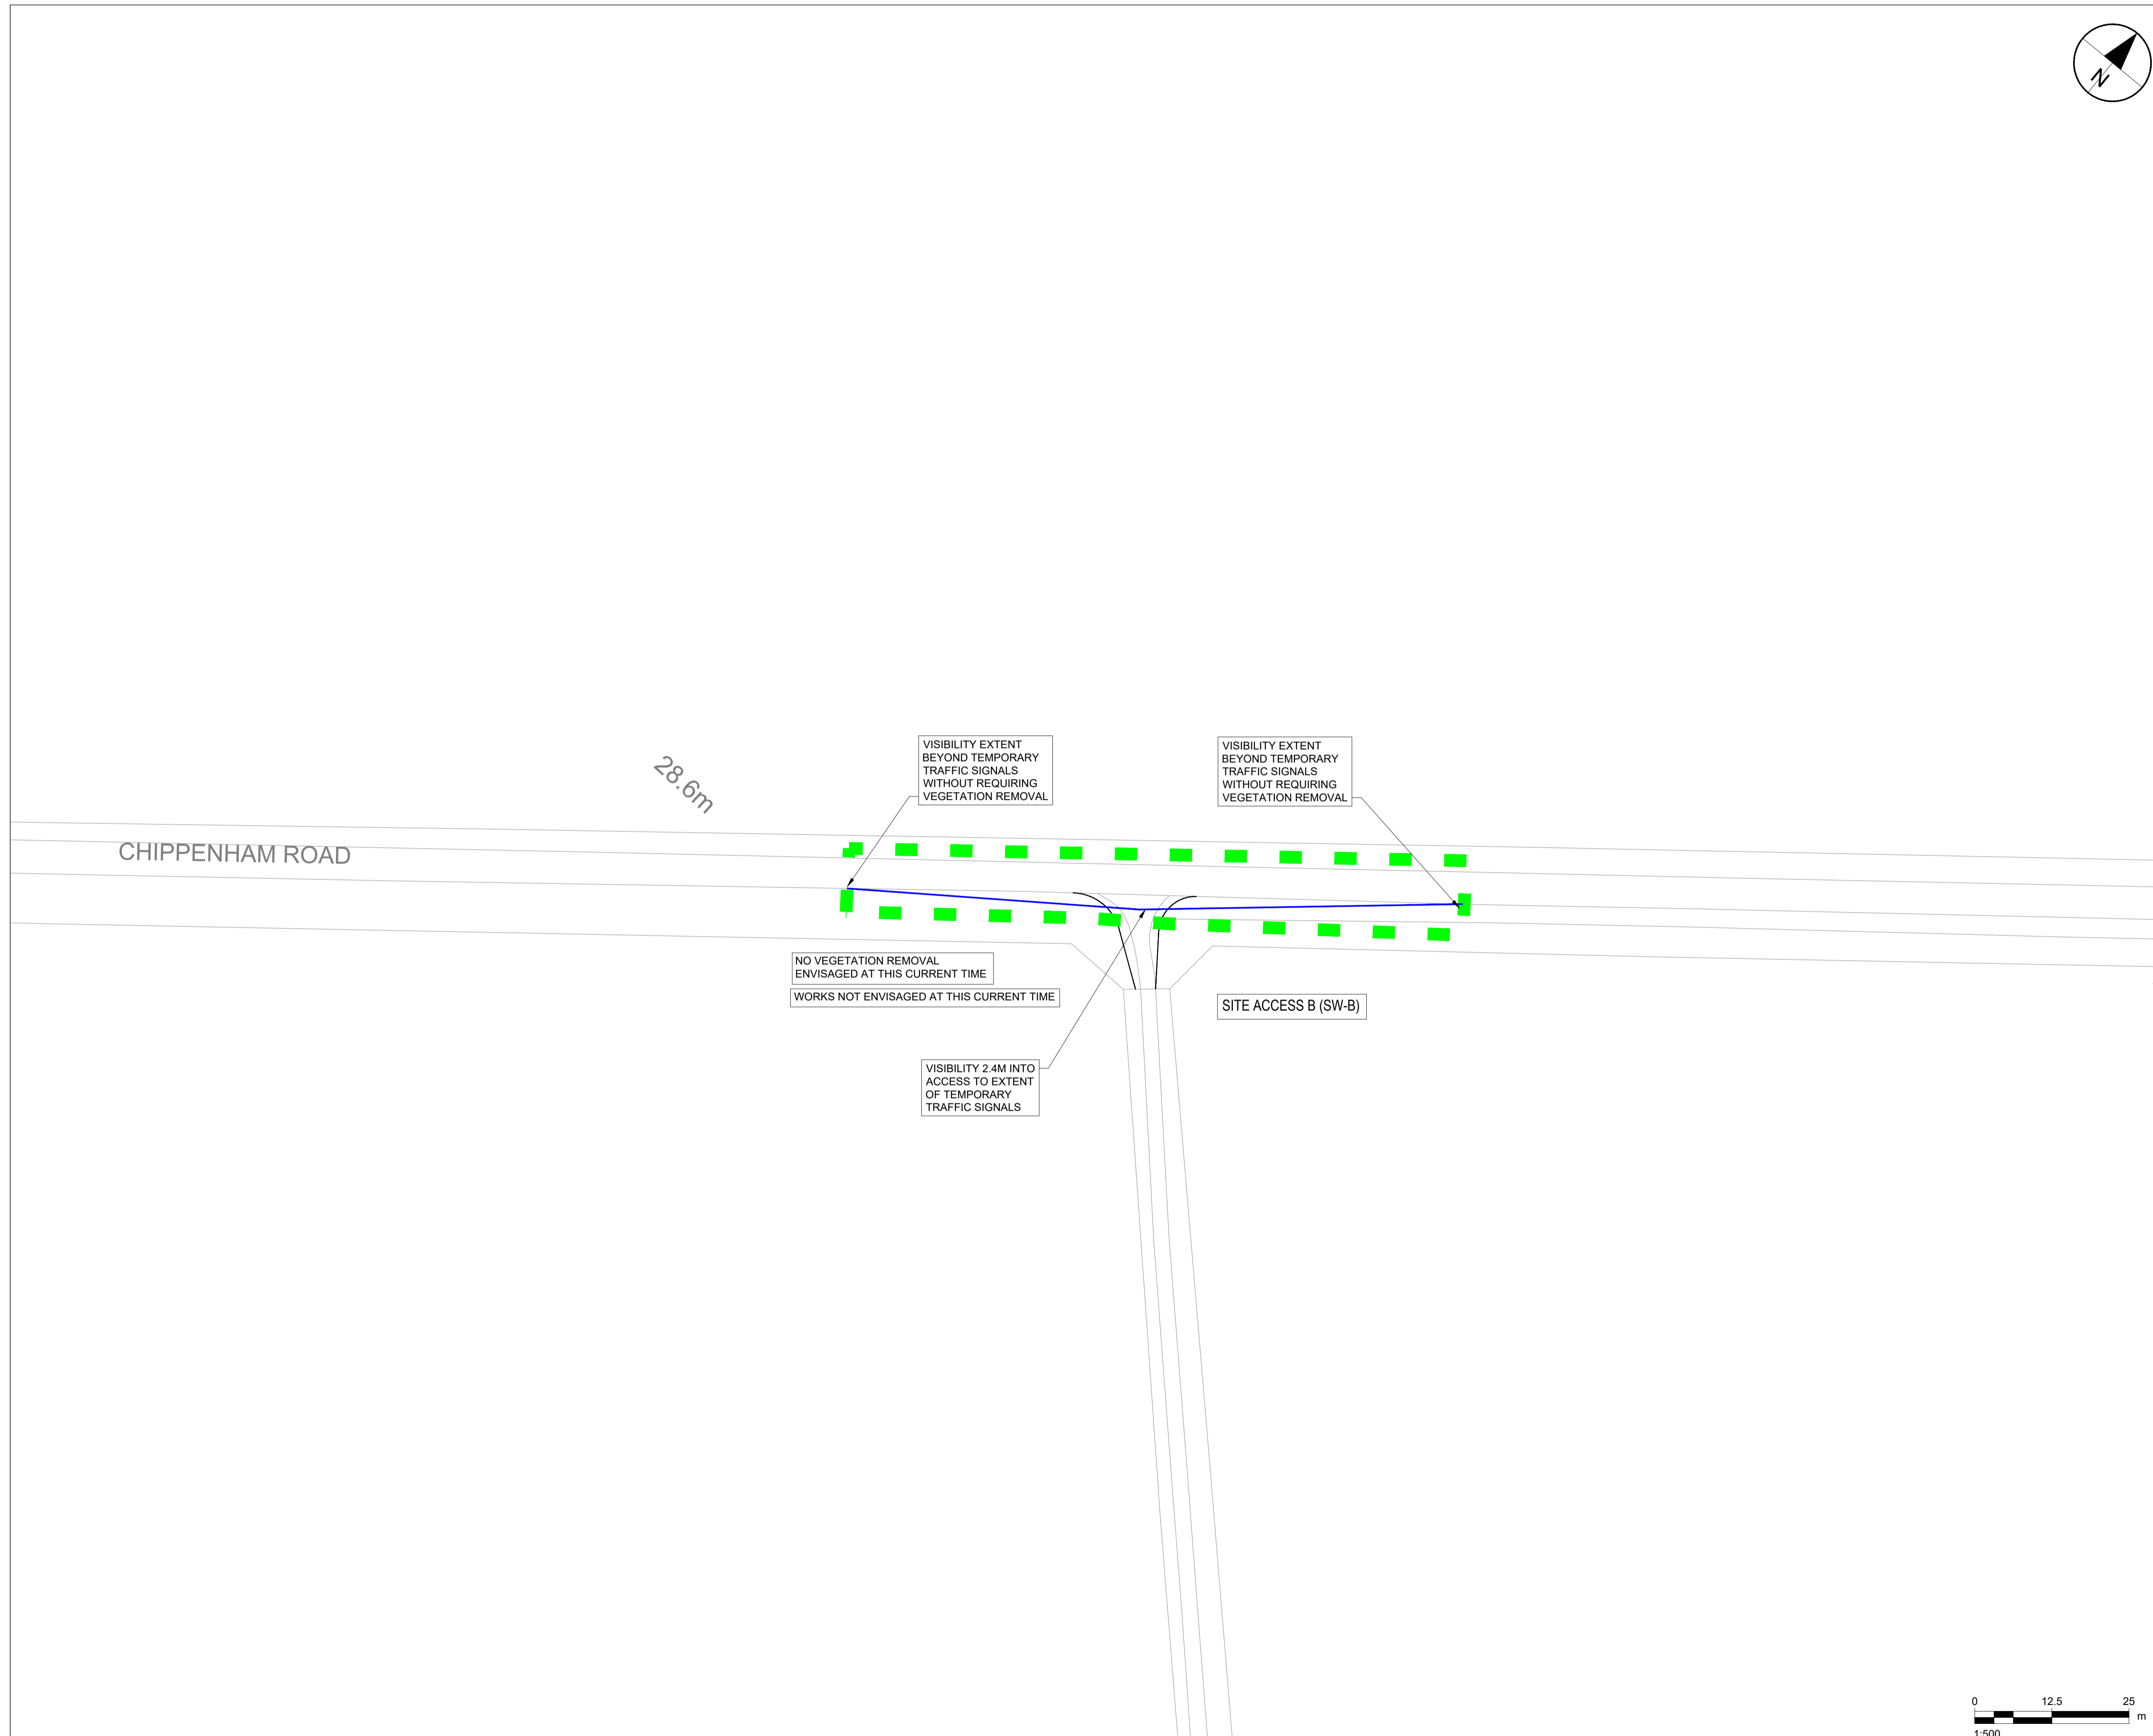 N
VISIBILITY EXTENT
BEYOND TEMPORARY
TRAFFIC SIGNALS
WITHOUT REQUIRING
VEGETATION REMOVAL
VISIBILITY EXTENT
BEYOND TEMPORARY
TRAFFIC SIGNALS
WITHOUT REQUIRING
VEGETATION REMOVAL
28.6m
CHIPPENHAM ROAD
NO VEGETATION REMOVAL
ENVISAGED AT THIS CURRENT TIME
WORKS NOT ENVISAGED AT THIS CURRENT TIME
SITE ACCESS B (SW-B)
VISIBILITY 2.4M INTO
ACCESS TO EXTENT
OF TEMPORARY
TRAFFIC SIGNALS
0 12.5 25
m
1:500